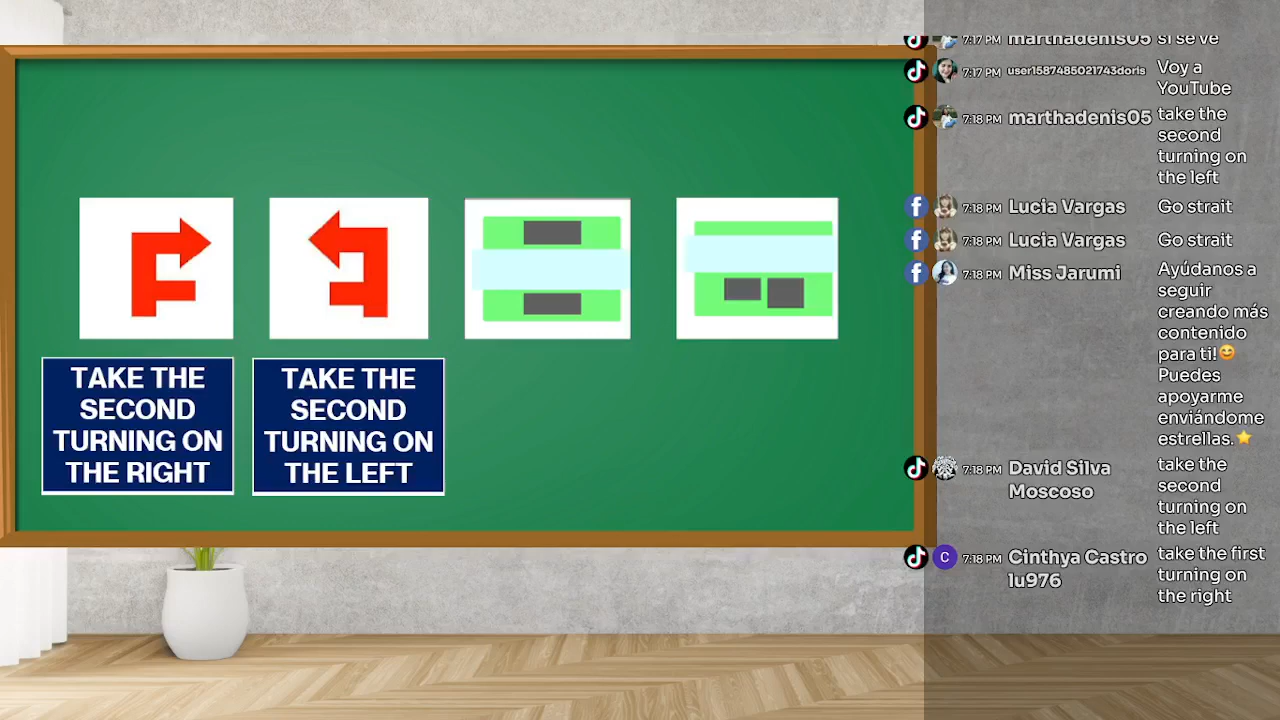 TAKE THE
SECOND
TURNING ON
THE RIGHT
TAKE THE
SECOND
TURNING ON
THE LEFT
7:17 PM marthadenis05 si se ve
7:17 PM user1587485021743doris Voy a
YouTube
7:18 PM marthadenis05 take the
second
turning on
the left
7:18 PM Lucia Vargas Go strait
7:18 PM Lucia Vargas Go strait
7:18 PM Miss Jarumi Ayúdanos a
seguir
creando más
contenido
para ti!😊
Puedes
apoyarme
enviándome
estrellas.⭐
7:18 PM David Silva
Moscoso
take the
second
turning on
the left
C 7:18 PM Cinthya Castro
lu976
take the first
turning on
the right